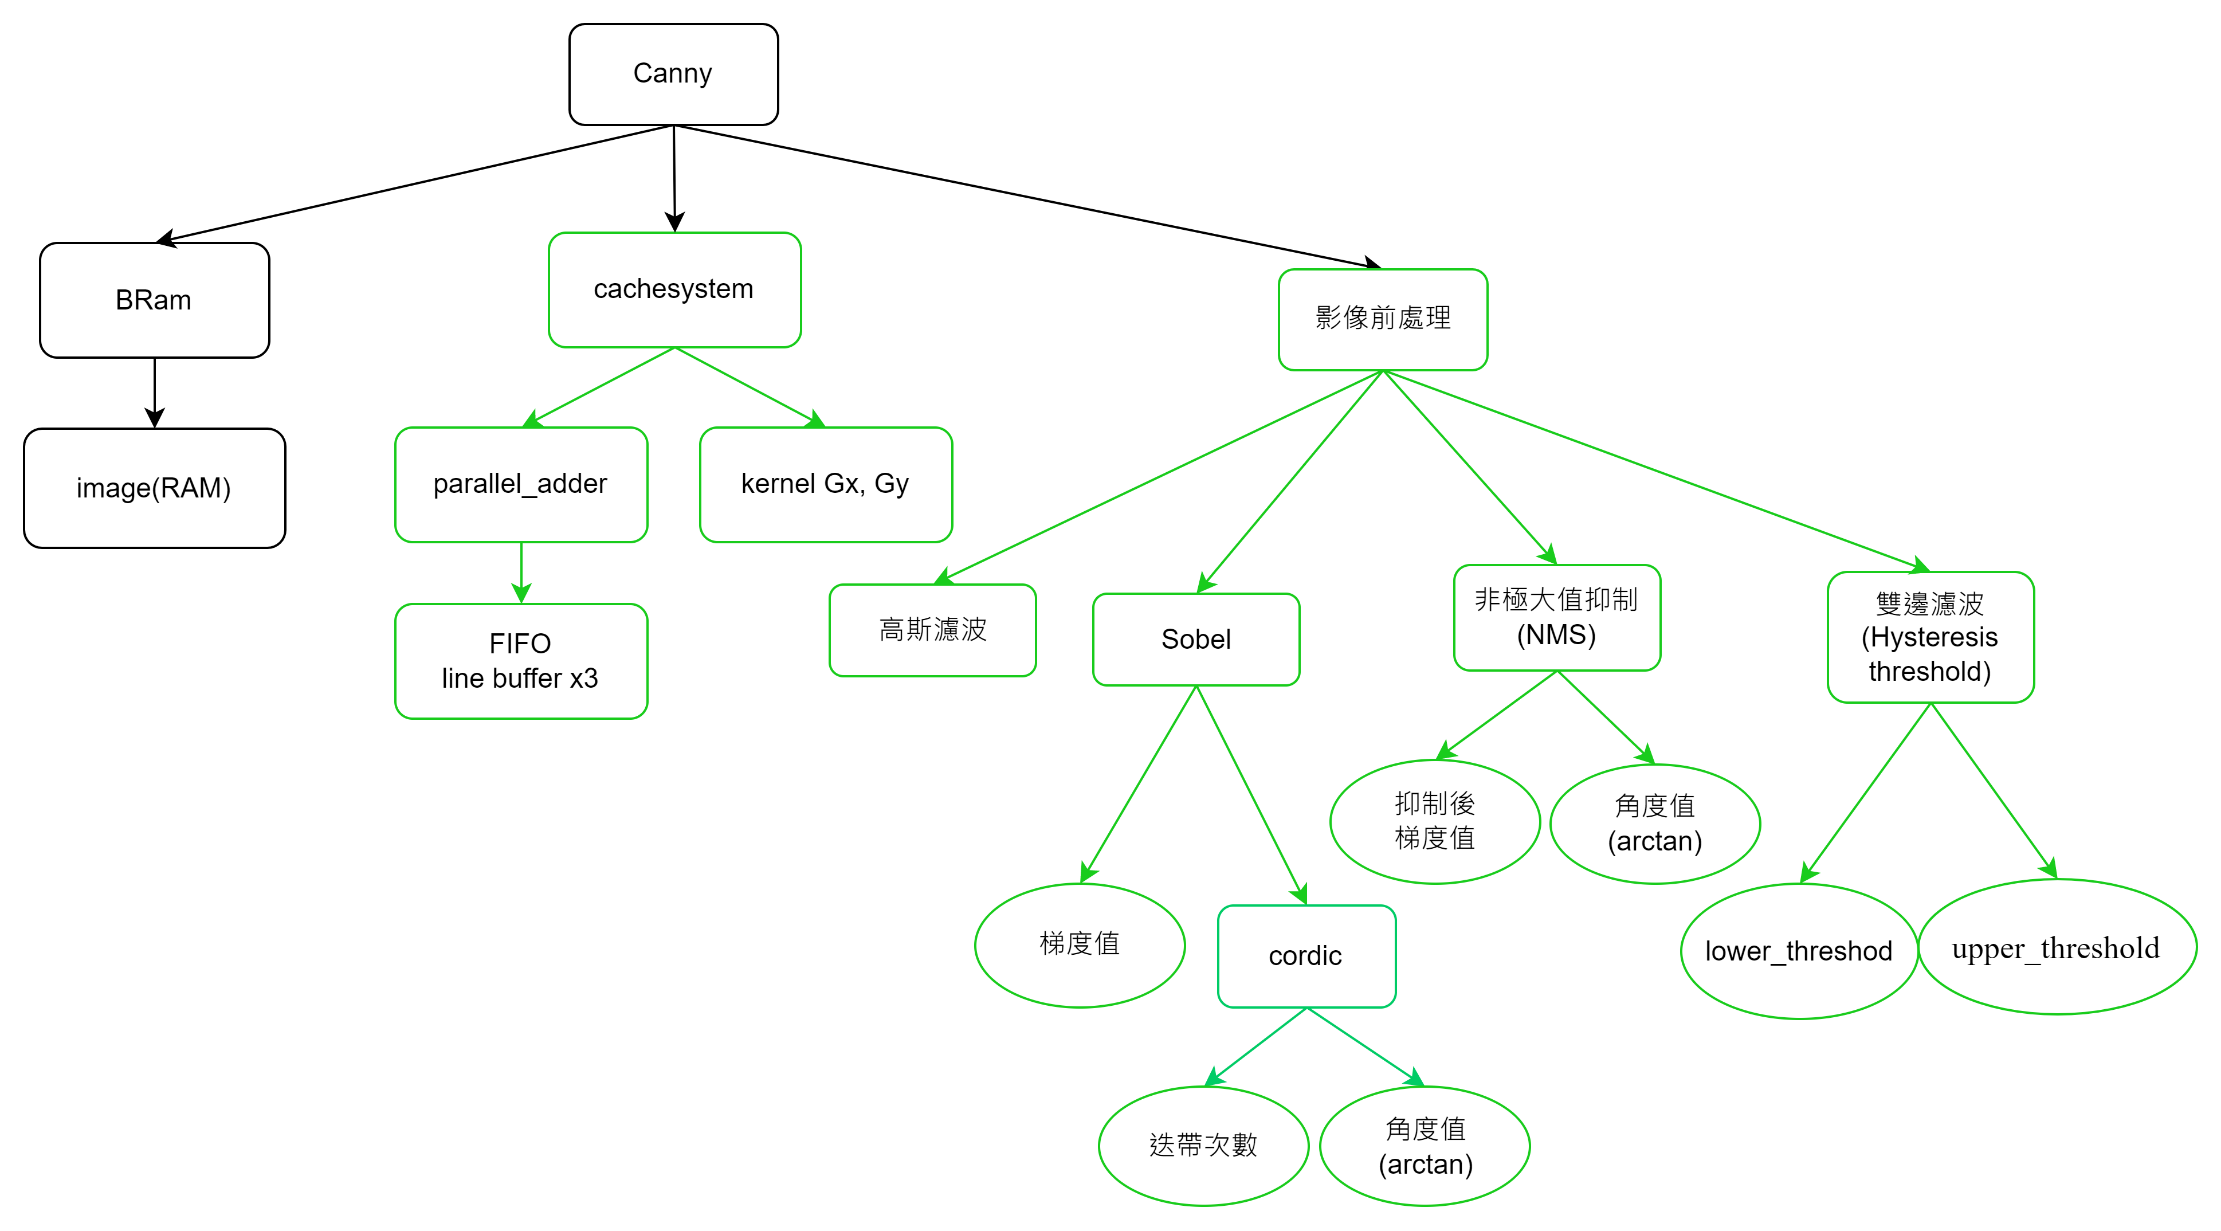 Canny
BRam
cachesystem
影像前處理
image(RAM)
parallel_adder
kernel Gx, Gy
FIFO
line buffer x3
高斯濾波
Sobel
非極大值抑制
(NMS)
雙邊濾波
(Hysteresis
threshold)
梯度值
cordic
抑制後
梯度值
角度值
(arctan)
lower_threshod
upper_threshold
迭帶次數
角度值
(arctan)